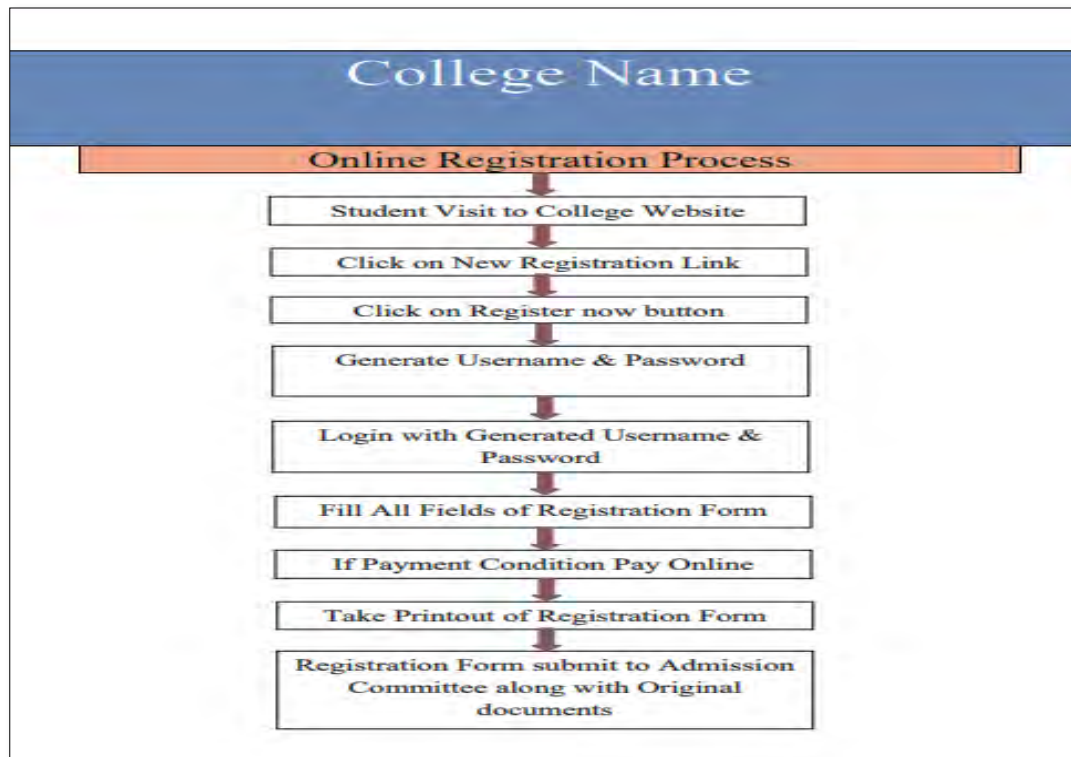 College Name
Online Registration Process
Student Visit to College Website
Click on New Registration Link
Click on Register now button
Generate Username & Password
Login with Generated Username &
Password
Fill All Fields of Registration Form
If Payment Condition Pay Online
Take Printout of Registration Form
Registration Form submit to Admission
Committee along with Original
documents